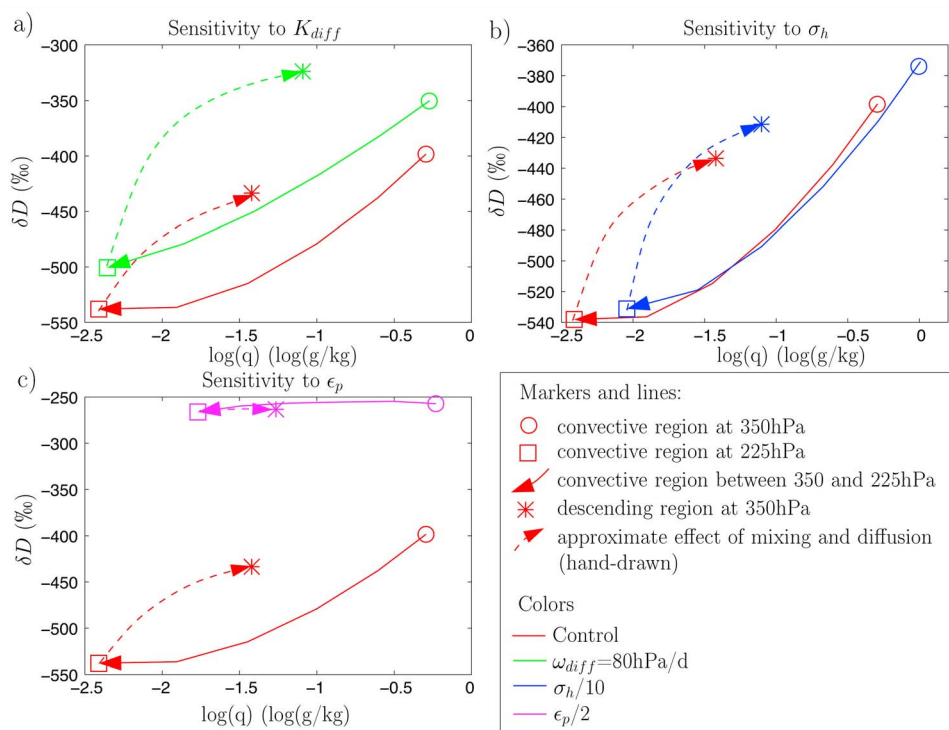 a)
Sensitivity to K_{diff}
−300
−350
−400
−450
−500
−550
δD (‰)
−2.5
−2
−1.5
−1
−0.5
0
log(q) (log(g/kg)
b)
Sensitivity to σ_h
−360
−380
−400
−420
−440
−460
−480
−500
−520
−540
δD (‰)
−2.5
−2
−1.5
−1
−0.5
0
log(q) (log(g/kg)
c)
Sensitivity to ϵ_p
−250
−300
−350
−400
−450
−500
−550
δD (‰)
−2.5
−2
−1.5
−1
−0.5
0
log(q) (log(g/kg)
Markers and lines:
convective region at 350hPa
convective region at 225hPa
convective region between 350 and 225hPa
descending region at 350hPa
approximate effect of mixing and diffusion
(hand-drawn)
Colors
Control
ω_{diff}=80hPa/d
σ_h/10
ϵ_p/2